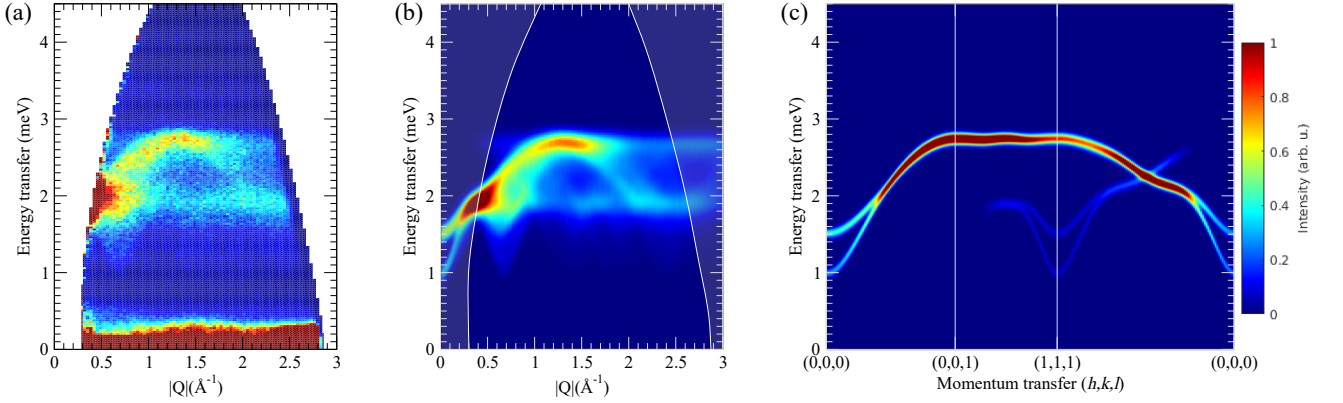 (a)
4
3
2
1
0
Energy transfer (meV)
0 0.5 1 1.5 2 2.5 3
|Q|(Å⁻¹)
(b)
4
3
2
1
0
Energy transfer (meV)
0 0.5 1 1.5 2 2.5 3
|Q|(Å⁻¹)
(c)
4
3
2
1
0
Energy transfer (meV)
(0,0,0) (0,0,1) (1,1,1) (0,0,0)
Momentum transfer (h,k,l)
1
0.8
0.6
0.4
0.2
0
Intensity (arb. u.)